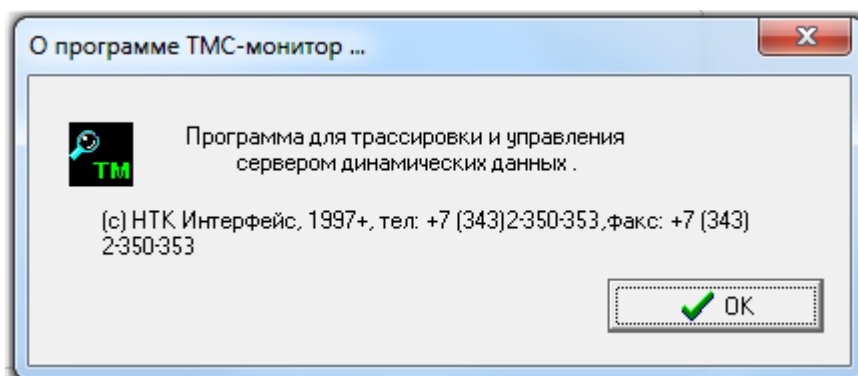 О программе ТМС-монитор ...
Программа для трассировки и управления
сервером динамических данных .
ТМ
(с) НТК Интерфейс, 1997+, тел: +7 (343)2-350-353,факс: +7 (343)
2-350-353
OK